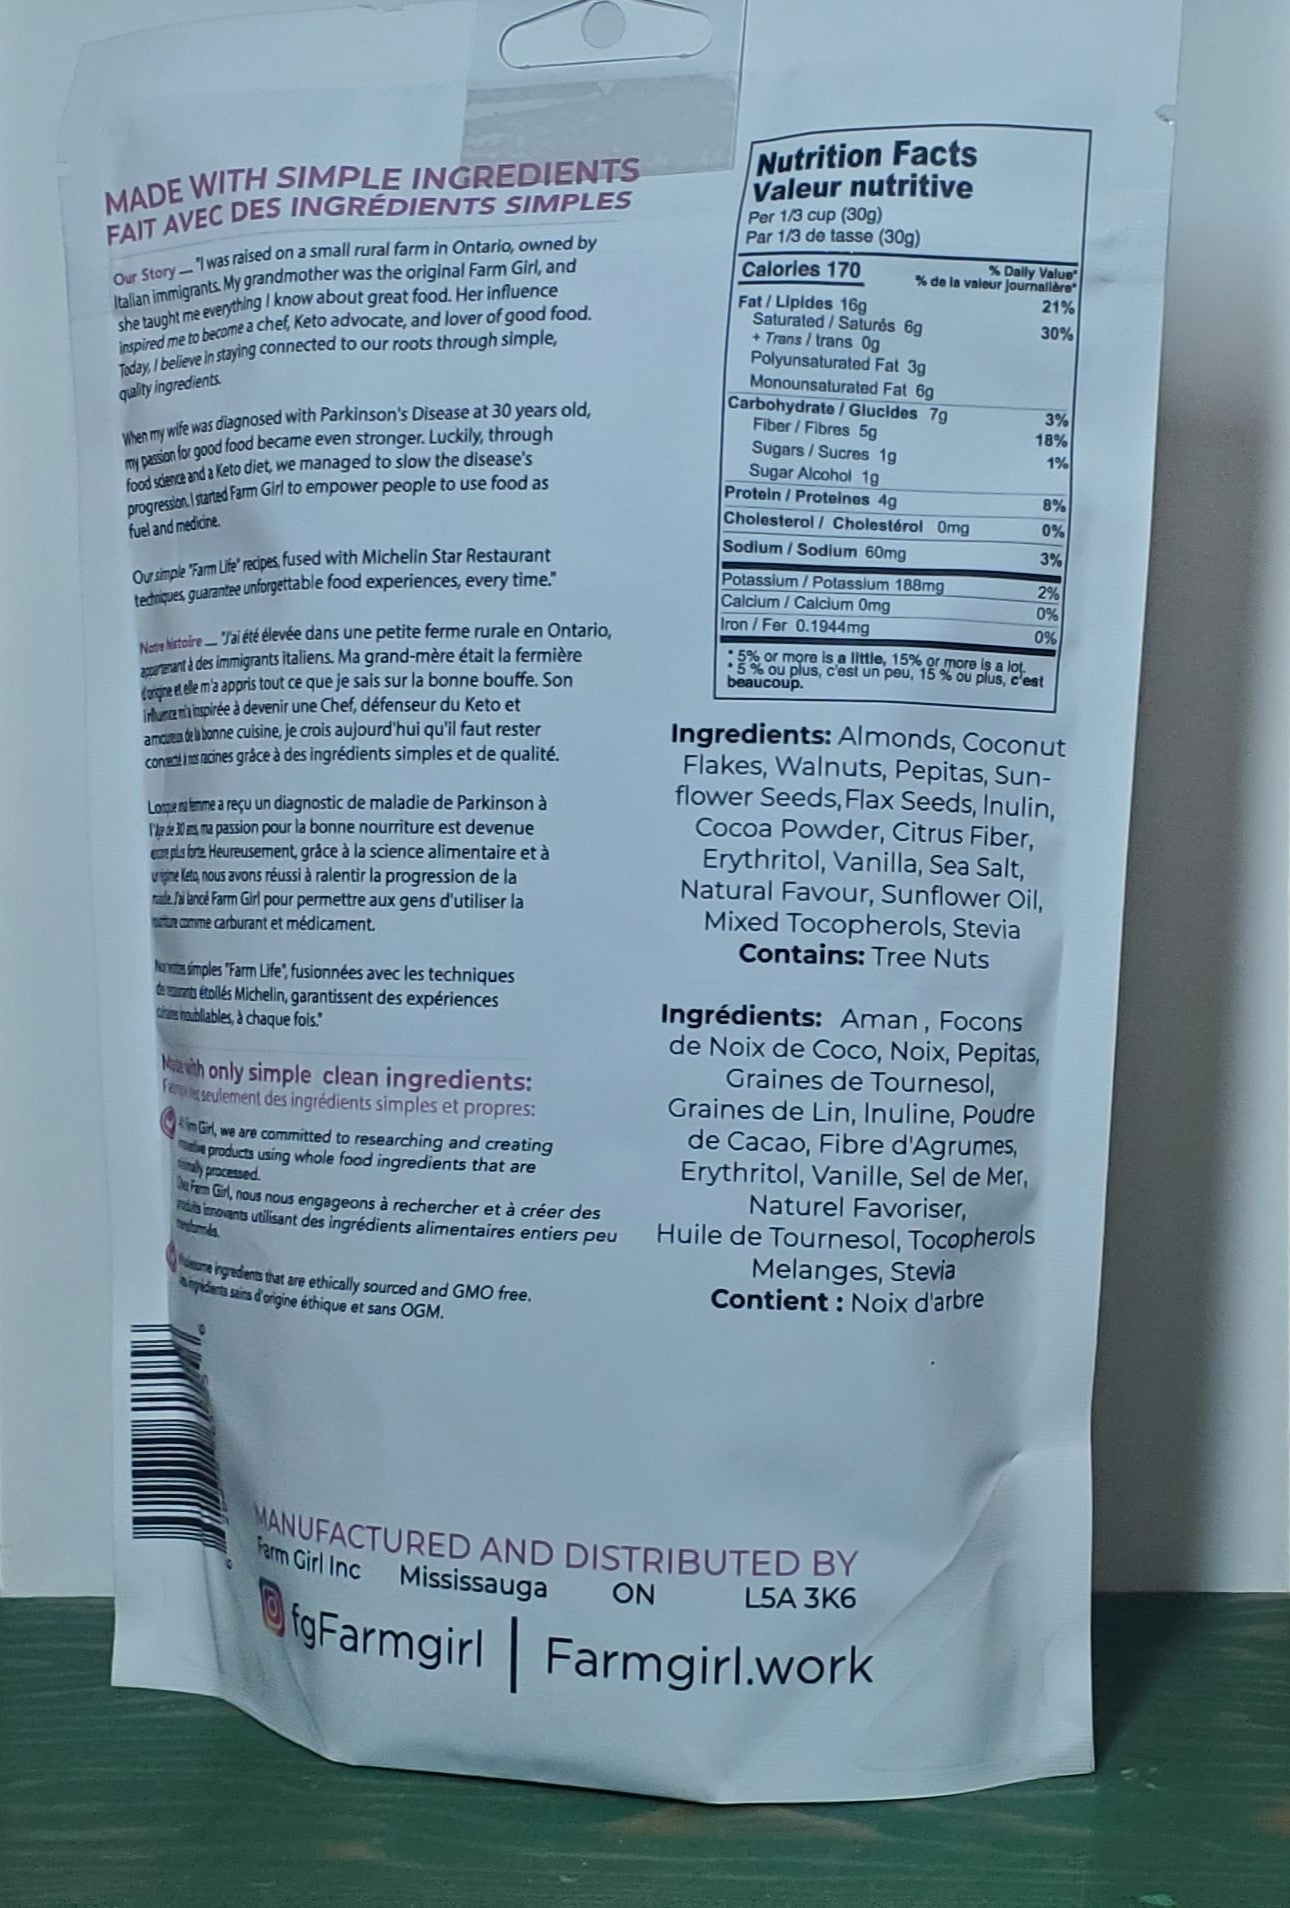 MADE WITH SIMPLE INGREDIENTS
FAIT AVEC DES INGRÉDIENTS SIMPLES
Our Story — "I was raised on a small rural farm in Ontario, owned by
Italian immigrants. My grandmother was the original Farm Girl, and
she taught me everything I know about great food. Her influence
inspired me to become a chef, Keto advocate, and lover of good food.
Today, I believe in staying connected to our roots through simple,
quality ingredients.
When my wife was diagnosed with Parkinson's Disease at 30 years old,
my passion for good food became even stronger. Luckily, through
food science and a Keto diet, we managed to slow the disease's
progression. I started Farm Girl to empower people to use food as
fuel and medicine.
Our simple "Farm Life" recipes, fused with Michelin Star Restaurant
techniques, guarantee unforgettable food experiences, every time."
Notre histoire — "J'ai été élevée dans une petite ferme rurale en Ontario,
appartenant à des immigrants italiens. Ma grand-mère était la fermière
d'origine et elle m'a appris tout ce que je sais sur la bonne bouffe. Son
influence m'a inspirée à devenir une Chef, défenseur du Keto et
amoureux de la bonne cuisine, je crois aujourd'hui qu'il faut rester
connecté à nos racines grâce à des ingrédients simples et de qualité.
Lorsque ma femme a reçu un diagnostic de maladie de Parkinson à
l'âge de 30 ans, ma passion pour la bonne nourriture est devenue
encore plus forte. Heureusement, grâce à la science alimentaire et à
Keto, nous avons réussi à ralentir la progression de la
J'ai lancé Farm Girl pour permettre aux gens d'utiliser la
comme carburant et médicament.
simples "Farm Life", fusionnées avec les techniques
étoilés Michelin, garantissent des expériences
inoubliables, à chaque fois."
Made with only simple clean ingredients:
seulement des ingrédients simples et propres:
Girl, we are committed to researching and creating
products using whole food ingredients that are
processed.
Farm Girl, nous nous engageons à rechercher et à créer des
innovants utilisant des ingrédients alimentaires entiers peu
Wholesome ingredients that are ethically sourced and GMO free.
ingrédients sains d'origine éthique et sans OGM.
Nutrition Facts
Valeur nutritive
Per 1/3 cup (30g)
Par 1/3 de tasse (30g)
Calories 170
% Daily Value*
% de la valeur journalière*
Fat / Lipides 16g 21%
Saturated / Saturés 6g 30%
+ Trans / trans 0g
Polyunsaturated Fat 3g
Monounsaturated Fat 6g
Carbohydrate / Glucides 7g 3%
Fiber / Fibres 5g 18%
Sugars / Sucres 1g 1%
Sugar Alcohol 1g
Protein / Proteines 4g 8%
Cholesterol / Cholestérol 0mg 0%
Sodium / Sodium 60mg 3%
Potassium / Potassium 188mg 2%
Calcium / Calcium 0mg 0%
Iron / Fer 0.1944mg 0%
* 5% or more is a little, 15% or more is a lot.
* 5 % ou plus, c'est un peu, 15 % ou plus, c'est
beaucoup.
Ingredients: Almonds, Coconut
Flakes, Walnuts, Pepitas, Sun-
flower Seeds, Flax Seeds, Inulin,
Cocoa Powder, Citrus Fiber,
Erythritol, Vanilla, Sea Salt,
Natural Favour, Sunflower Oil,
Mixed Tocopherols, Stevia
Contains: Tree Nuts
Ingrédients: Aman, Focons
de Noix de Coco, Noix, Pepitas,
Graines de Tournesol,
Graines de Lin, Inuline, Poudre
de Cacao, Fibre d'Agrumes,
Erythritol, Vanille, Sel de Mer,
Naturel Favoriser,
Huile de Tournesol, Tocopherols
Melanges, Stevia
Contient : Noix d'arbre
MANUFACTURED AND DISTRIBUTED BY
Farm Girl Inc Mississauga ON L5A 3K6
fgFarmgirl | Farmgirl.work